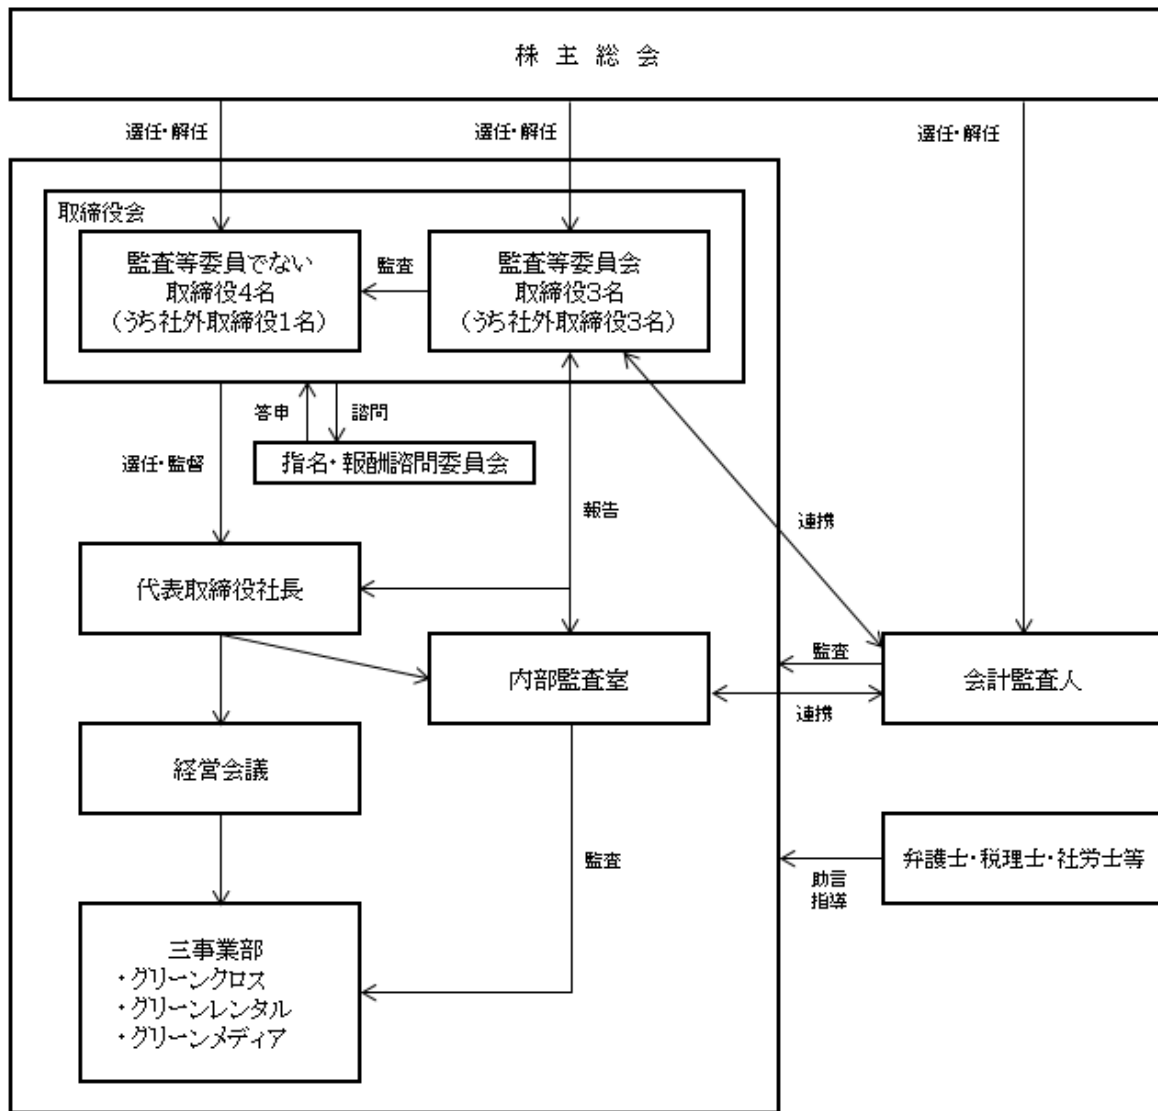 株 主 総 会
選任・解任
選任・解任
選任・解任
取締役会
監査等委員でない
取締役4名
(うち社外取締役1名)
監査
監査等委員会
取締役3名
(うち社外取締役3名)
答申
諮問
指名・報酬諮問委員会
選任・監督
報告
連携
代表取締役社長
内部監査室
監査
連携
会計監査人
経営会議
監査
弁護士・税理士・社労士等
助言
指導
三事業部
・グリーンクロス
・グリーンレンタル
・グリーンメディア